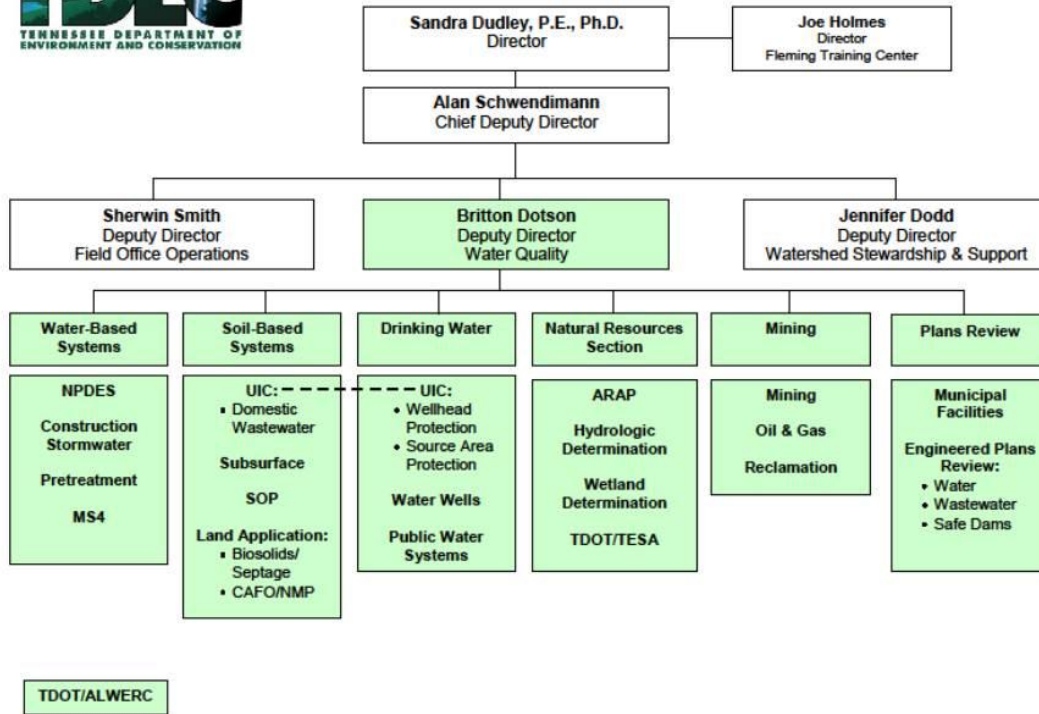 TDEC
TENNESSEE DEPARTMENT OF
ENVIRONMENT AND CONSERVATION
Sandra Dudley, P.E., Ph.D.
Director
Joe Holmes
Director
Fleming Training Center
Alan Schwendimann
Chief Deputy Director
Sherwin Smith
Deputy Director
Field Office Operations
Britton Dotson
Deputy Director
Water Quality
Jennifer Dodd
Deputy Director
Watershed Stewardship & Support
Water-Based
Systems
Soil-Based
Systems
Drinking Water
Natural Resources
Section
Mining
Plans Review
NPDES
Construction
Stormwater
Pretreatment
MS4
UIC:
▪ Domestic
Wastewater
Subsurface
SOP
Land Application:
▪ Biosolids/
Septage
▪ CAFO/NMP
UIC:
• Wellhead
Protection
• Source Area
Protection
Water Wells
Public Water
Systems
ARAP
Hydrologic
Determination
Wetland
Determination
TDOT/TESA
Mining
Oil & Gas
Reclamation
Municipal
Facilities
Engineered Plans
Review:
• Water
• Wastewater
• Safe Dams
TDOT/ALWERC